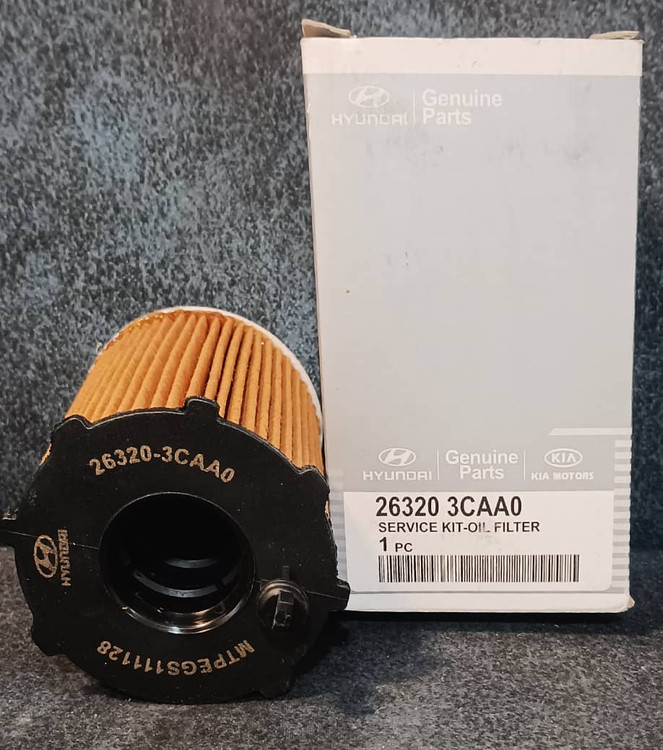 HYUNDAI
Genuine
Parts
HYUNDAI
Genuine
Parts
KIA
KIA MOTORS
26320 3CAA0
SERVICE KIT-OIL FILTER
1 PC
26320-3CAA0
MTPEGS111128